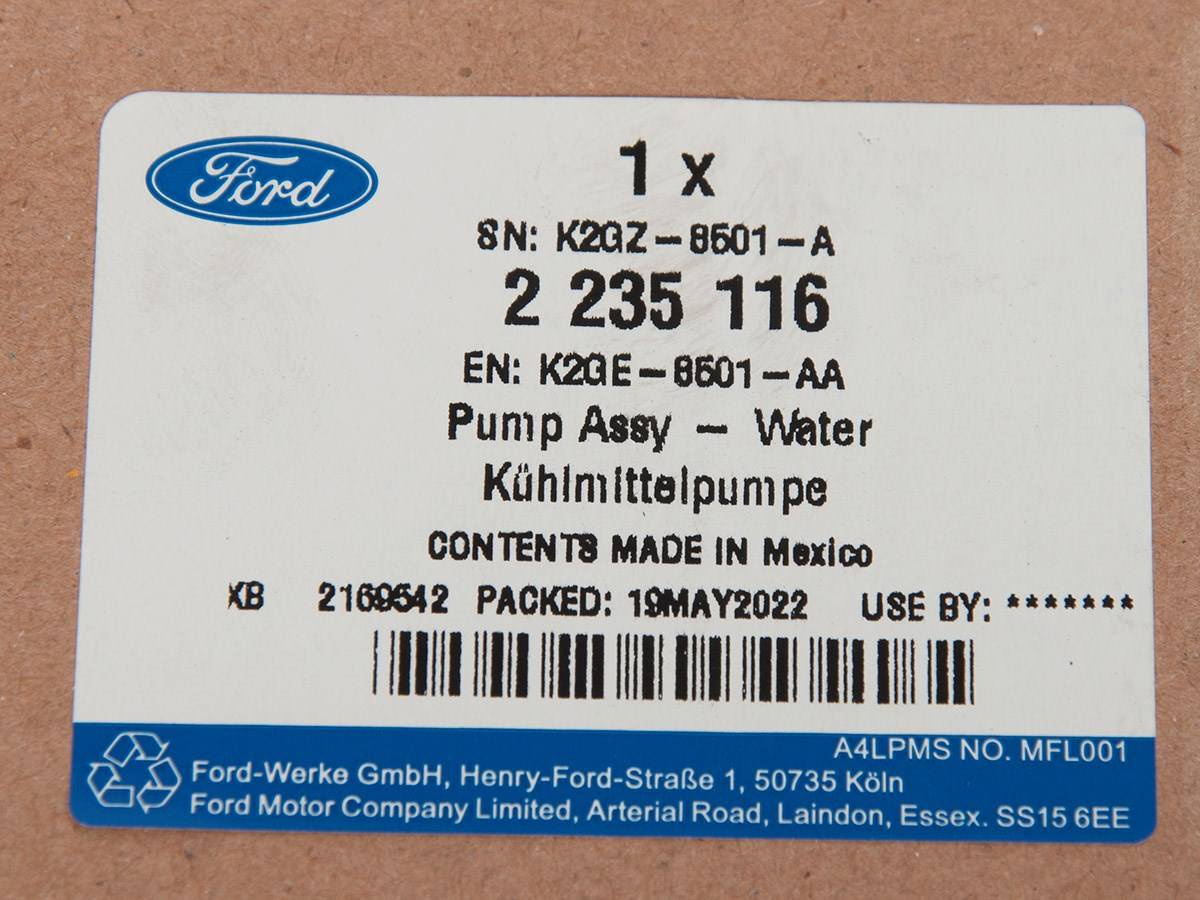 Ford
1 x
SN: K2GZ-8501-A
2 235 116
EN: K2GE-8501-AA
Pump Assy - Water
Kühlmittelpumpe
CONTENTS MADE IN Mexico
XB 2169542 PACKED: 19MAY2022 USE BY: *******
A4LPMS NO. MFL001
Ford-Werke GmbH, Henry-Ford-Straße 1, 50735 Köln
Ford Motor Company Limited, Arterial Road, Laindon, Essex. SS15 6EE